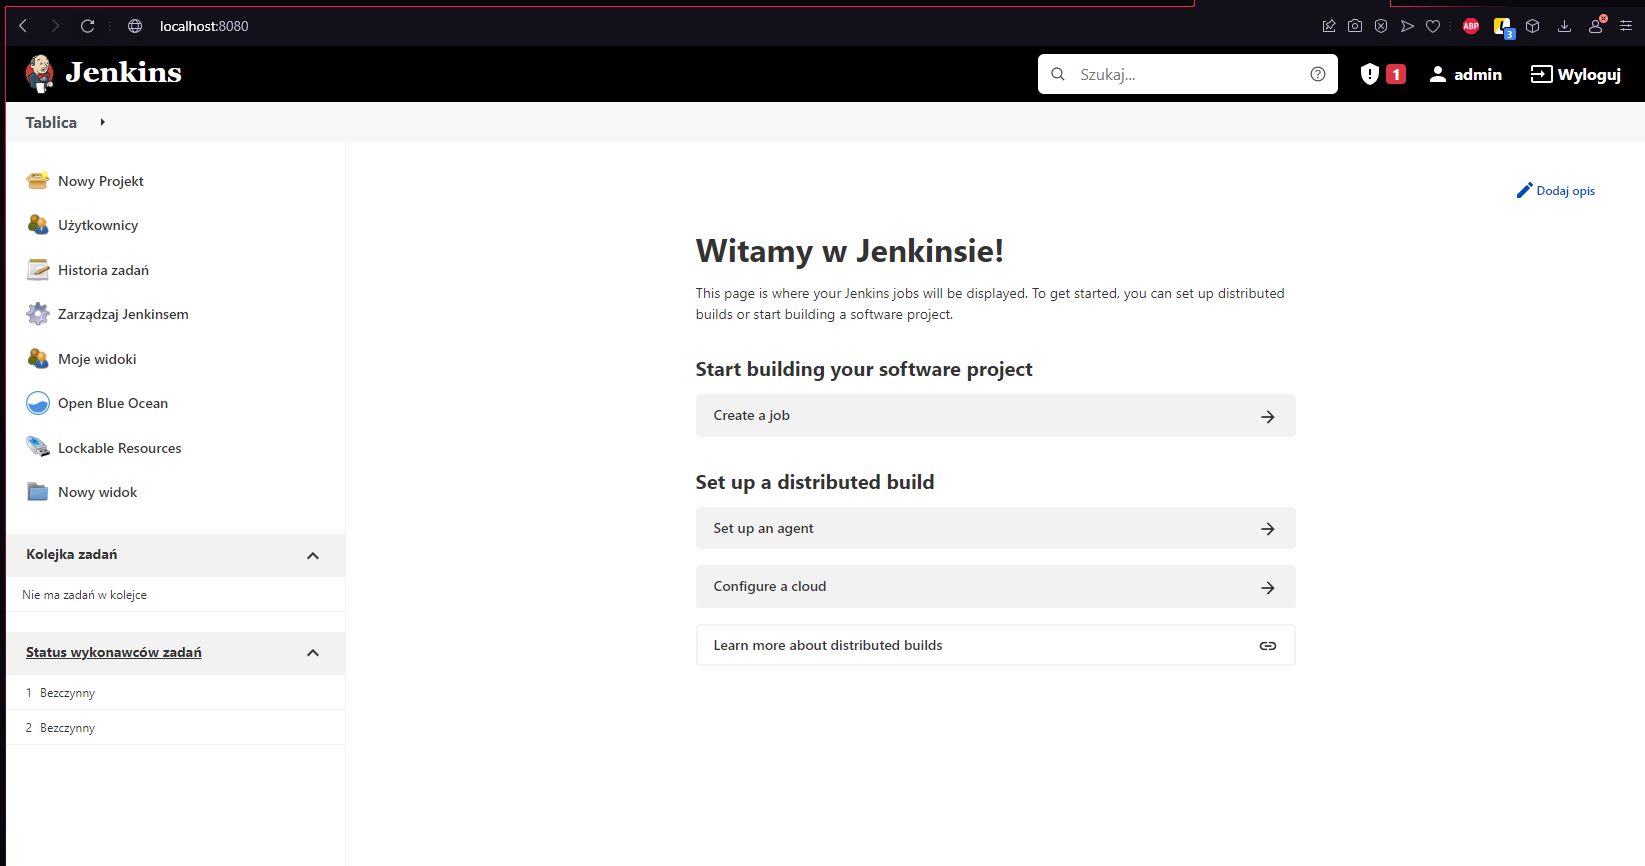 localhost:8080
ABP
3
Jenkins
Szukaj...
1
admin
Wyloguj
Tablica
Nowy Projekt
Użytkownicy
Historia zadań
Zarządzaj Jenkinsem
Moje widoki
Open Blue Ocean
Lockable Resources
Nowy widok
Kolejka zadań
Nie ma zadań w kolejce
Status wykonawców zadań
1 Bezczynny
2 Bezczynny
Dodaj opis
Witamy w Jenkinsie!
This page is where your Jenkins jobs will be displayed. To get started, you can set up distributed
builds or start building a software project.
Start building your software project
Create a job
Set up a distributed build
Set up an agent
Configure a cloud
Learn more about distributed builds